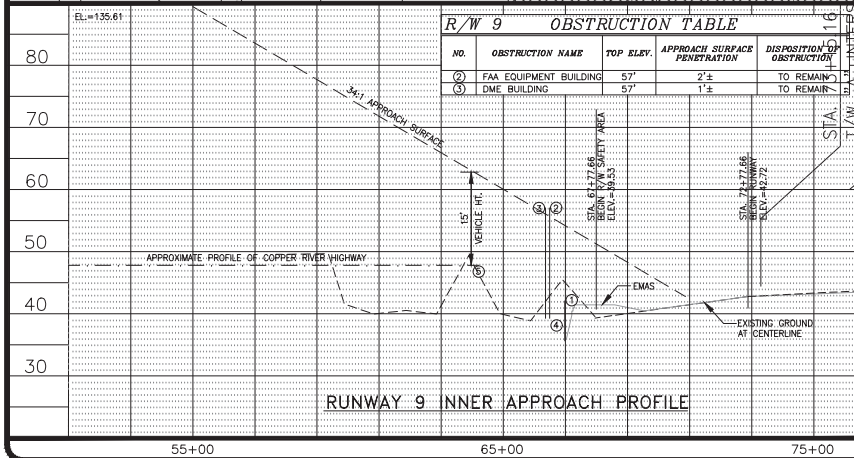 EL.=135.61
R/W 9 OBSTRUCTION TABLE
NO. OBSTRUCTION NAME TOP ELEV. APPROACH SURFACE PENETRATION DISPOSITION OF OBSTRUCTION
2 FAA EQUIPMENT BUILDING 57' 2'± TO REMAIN
3 DME BUILDING 57' 1'± TO REMAIN
80
70
60
50
40
30
34:1 APPROACH SURFACE
15'
VEHICLE HT.
3 2
STA. 67+77.66
BEGIN R/W SAFETY AREA
ELEV.=39.53
STA. 72+77.66
BEGIN RUNWAY
ELEV.=42.72
STA.
T/W "A"
APPROXIMATE PROFILE OF COPPER RIVER HIGHWAY
5
1
4
EMAS
EXISTING GROUND
AT CENTERLINE
RUNWAY 9 INNER APPROACH PROFILE
55+00
65+00
75+00